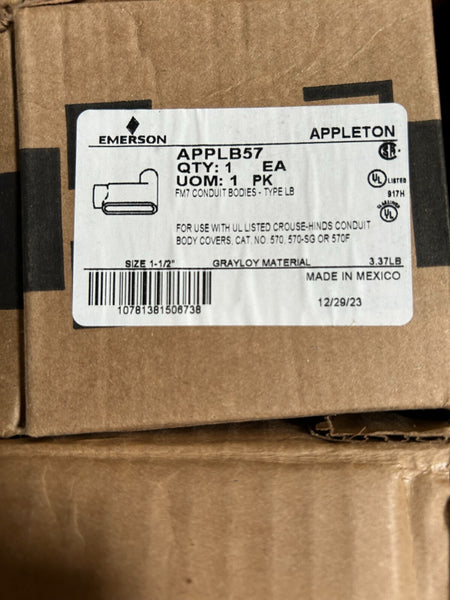 EMERSON
APPLETON
APPLB57
QTY: 1 EA
UOM: 1 PK
FM7 CONDUIT BODIES - TYPE LB
UL LISTED
917H
FOR USE WITH UL LISTED CROUSE-HINDS CONDUIT
BODY COVERS, CAT. NO. 570, 570-SG OR 570F
SIZE 1-1/2" GRAYLOY MATERIAL 3.37LB
MADE IN MEXICO
12/29/23
10781381506738